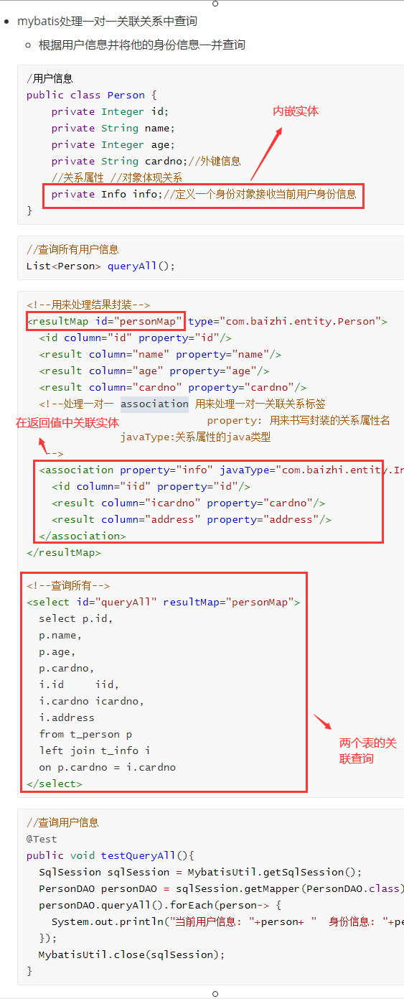 mybatis处理一对一关联关系中查询
根据用户信息并将他的身份信息一并查询
/用户信息
public class Person {
private Integer id;
内嵌实体
private String name;
private Integer age;
private String cardno;//外键信息
//关系属性 //对象体现关系
private Info info;//定义一个身份对象接收当前用户身份信息
}
//查询所有用户信息
List<Person> queryAll();
<!--用来处理结果封装-->
<resultMap id="personMap" type="com.baizhi.entity.Person">
<id column="id" property="id"/>
<result column="name" property="name"/>
<result column="age" property="age"/>
<result column="cardno" property="cardno"/>
<!--处理一对一 association 用来处理一对一关联关系标签
在返回值中关联实体
property: 用来书写封装的关系属性名
javaType:关系属性的java类型
-->
<association property="info" javaType="com.baizhi.entity.In
<id column="iid" property="id"/>
<result column="icardno" property="cardno"/>
<result column="address" property="address"/>
</association>
</resultMap>
<!--查询所有-->
<select id="queryAll" resultMap="personMap">
select p.id,
p.name,
p.age,
p.cardno,
i.id     iid,
i.cardno icardno,
i.address
from t_person p
left join t_info i
on p.cardno = i.cardno
</select>
两个表的关
联查询
//查询用户信息
@Test
public void testQueryAll(){
SqlSession sqlSession = MybatisUtil.getSqlSession();
PersonDAO personDAO = sqlSession.getMapper(PersonDAO.class)
personDAO.queryAll().forEach(person-> {
System.out.println("当前用户信息: "+person+ "  身份信息: "+pe
});
MybatisUtil.close(sqlSession);
}